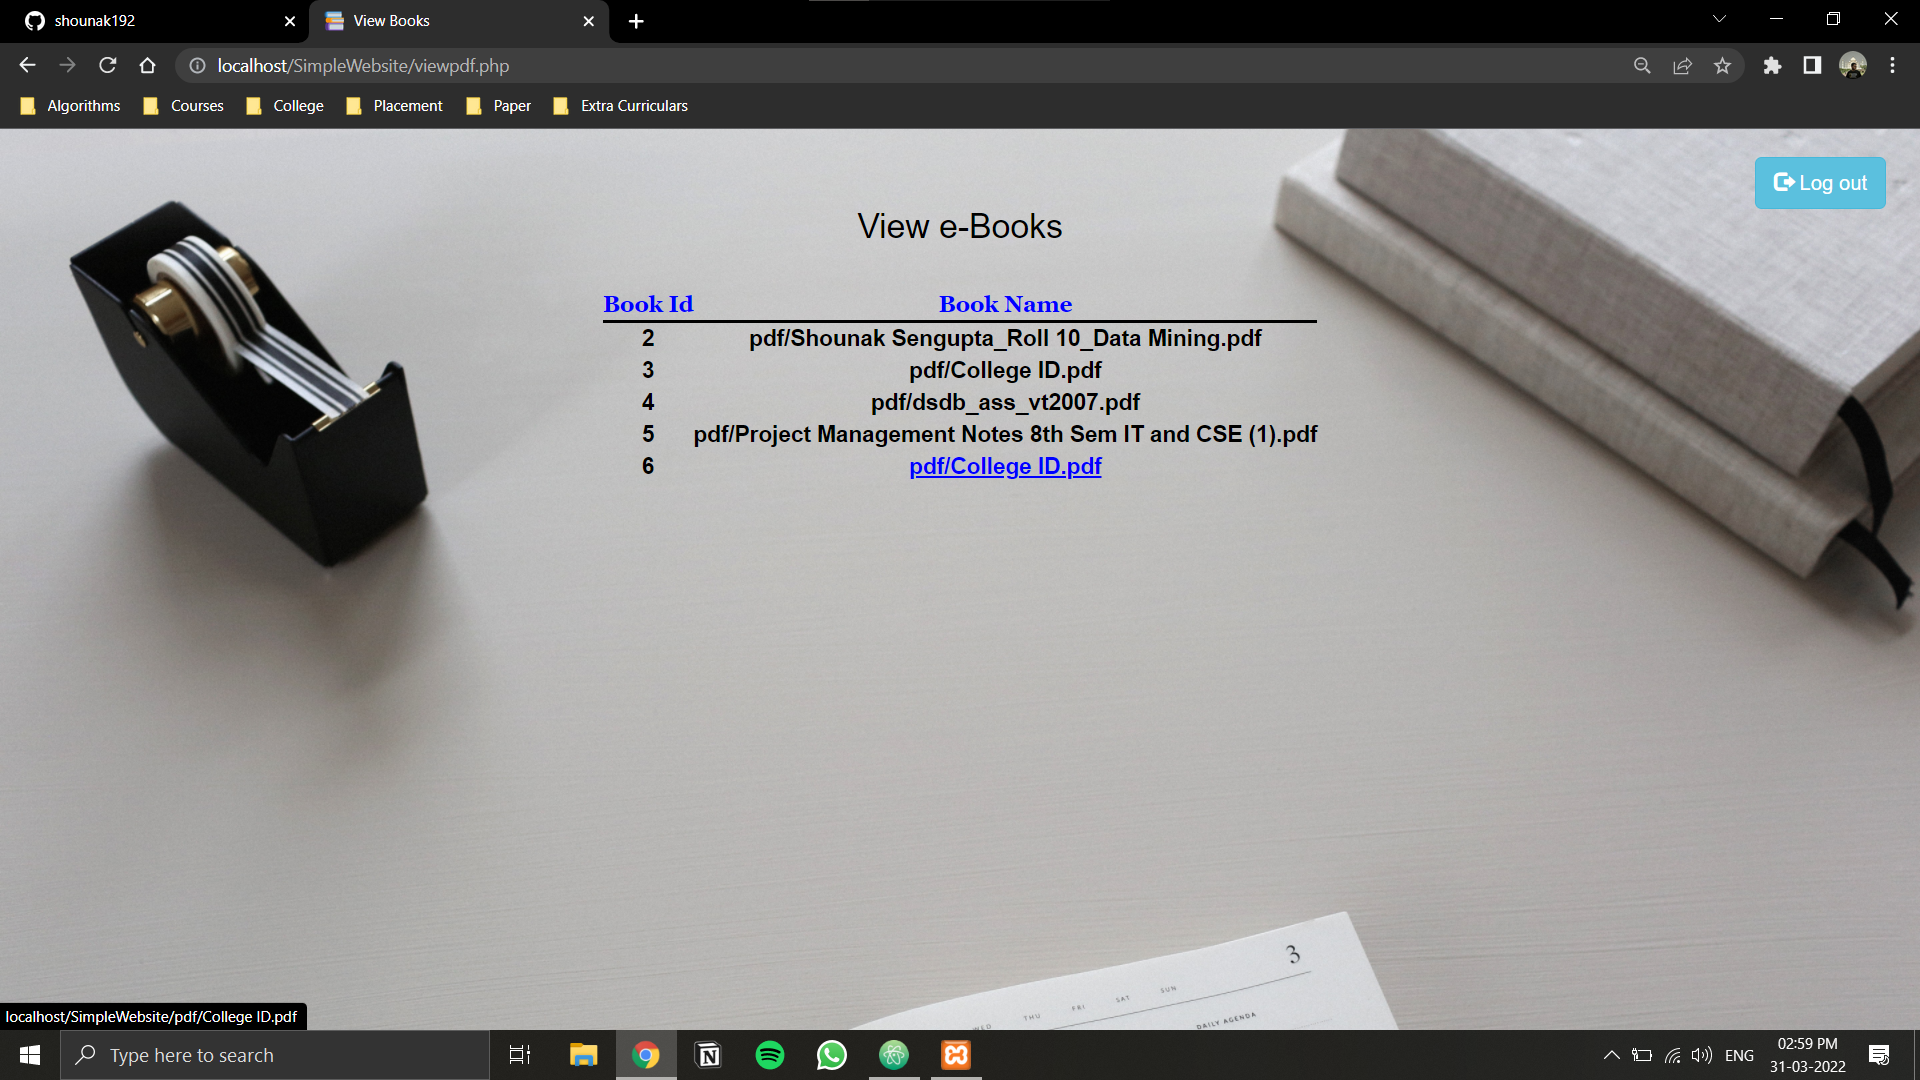 shounak192
View Books
localhost/SimpleWebsite/viewpdf.php
Algorithms Courses College Placement Paper Extra Curriculars
Log out
View e-Books
Book Id Book Name
2 pdf/Shounak Sengupta_Roll 10_Data Mining.pdf
3 pdf/College ID.pdf
4 pdf/dsdb_ass_vt2007.pdf
5 pdf/Project Management Notes 8th Sem IT and CSE (1).pdf
6 pdf/College ID.pdf
3
WED THU FRI SAT SUN
DAILY AGENDA
localhost/SimpleWebsite/pdf/College ID.pdf
Type here to search
ENG
02:59 PM
31-03-2022